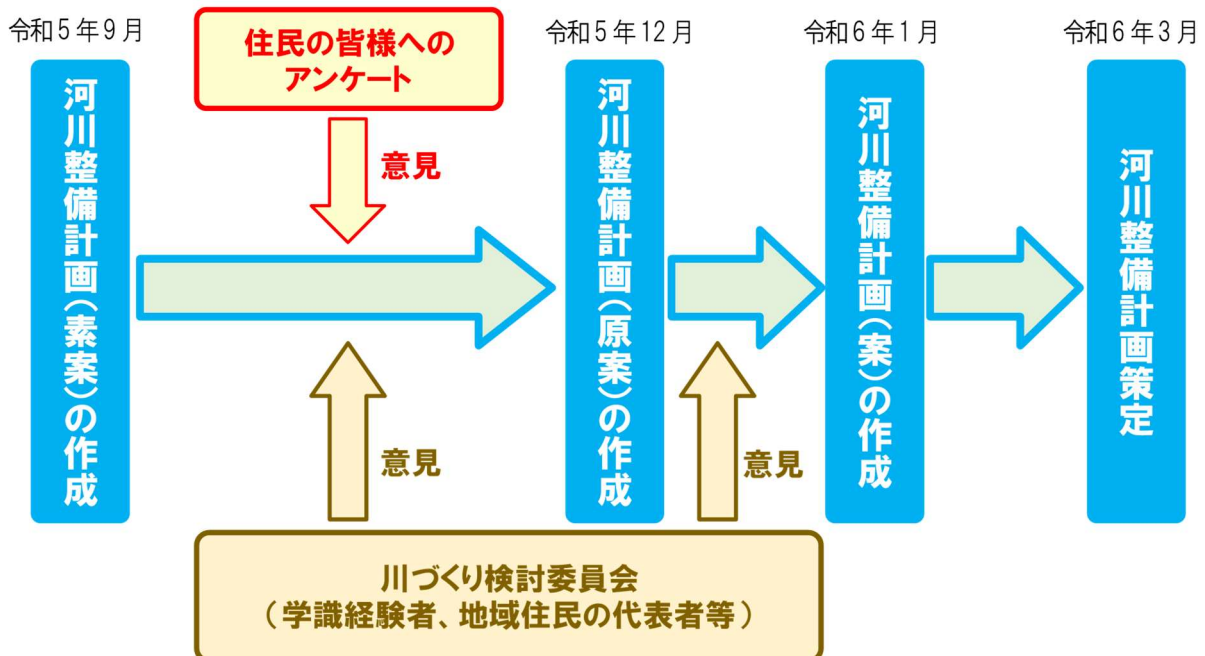 令和5年9月
住民の皆様への
アンケート
令和5年12月
令和6年1月
令和6年3月
河川整備計画(素案)の作成
意見
河川整備計画(原案)の作成
河川整備計画(案)の作成
河川整備計画策定
意見
意見
川づくり検討委員会
(学識経験者、地域住民の代表者等)